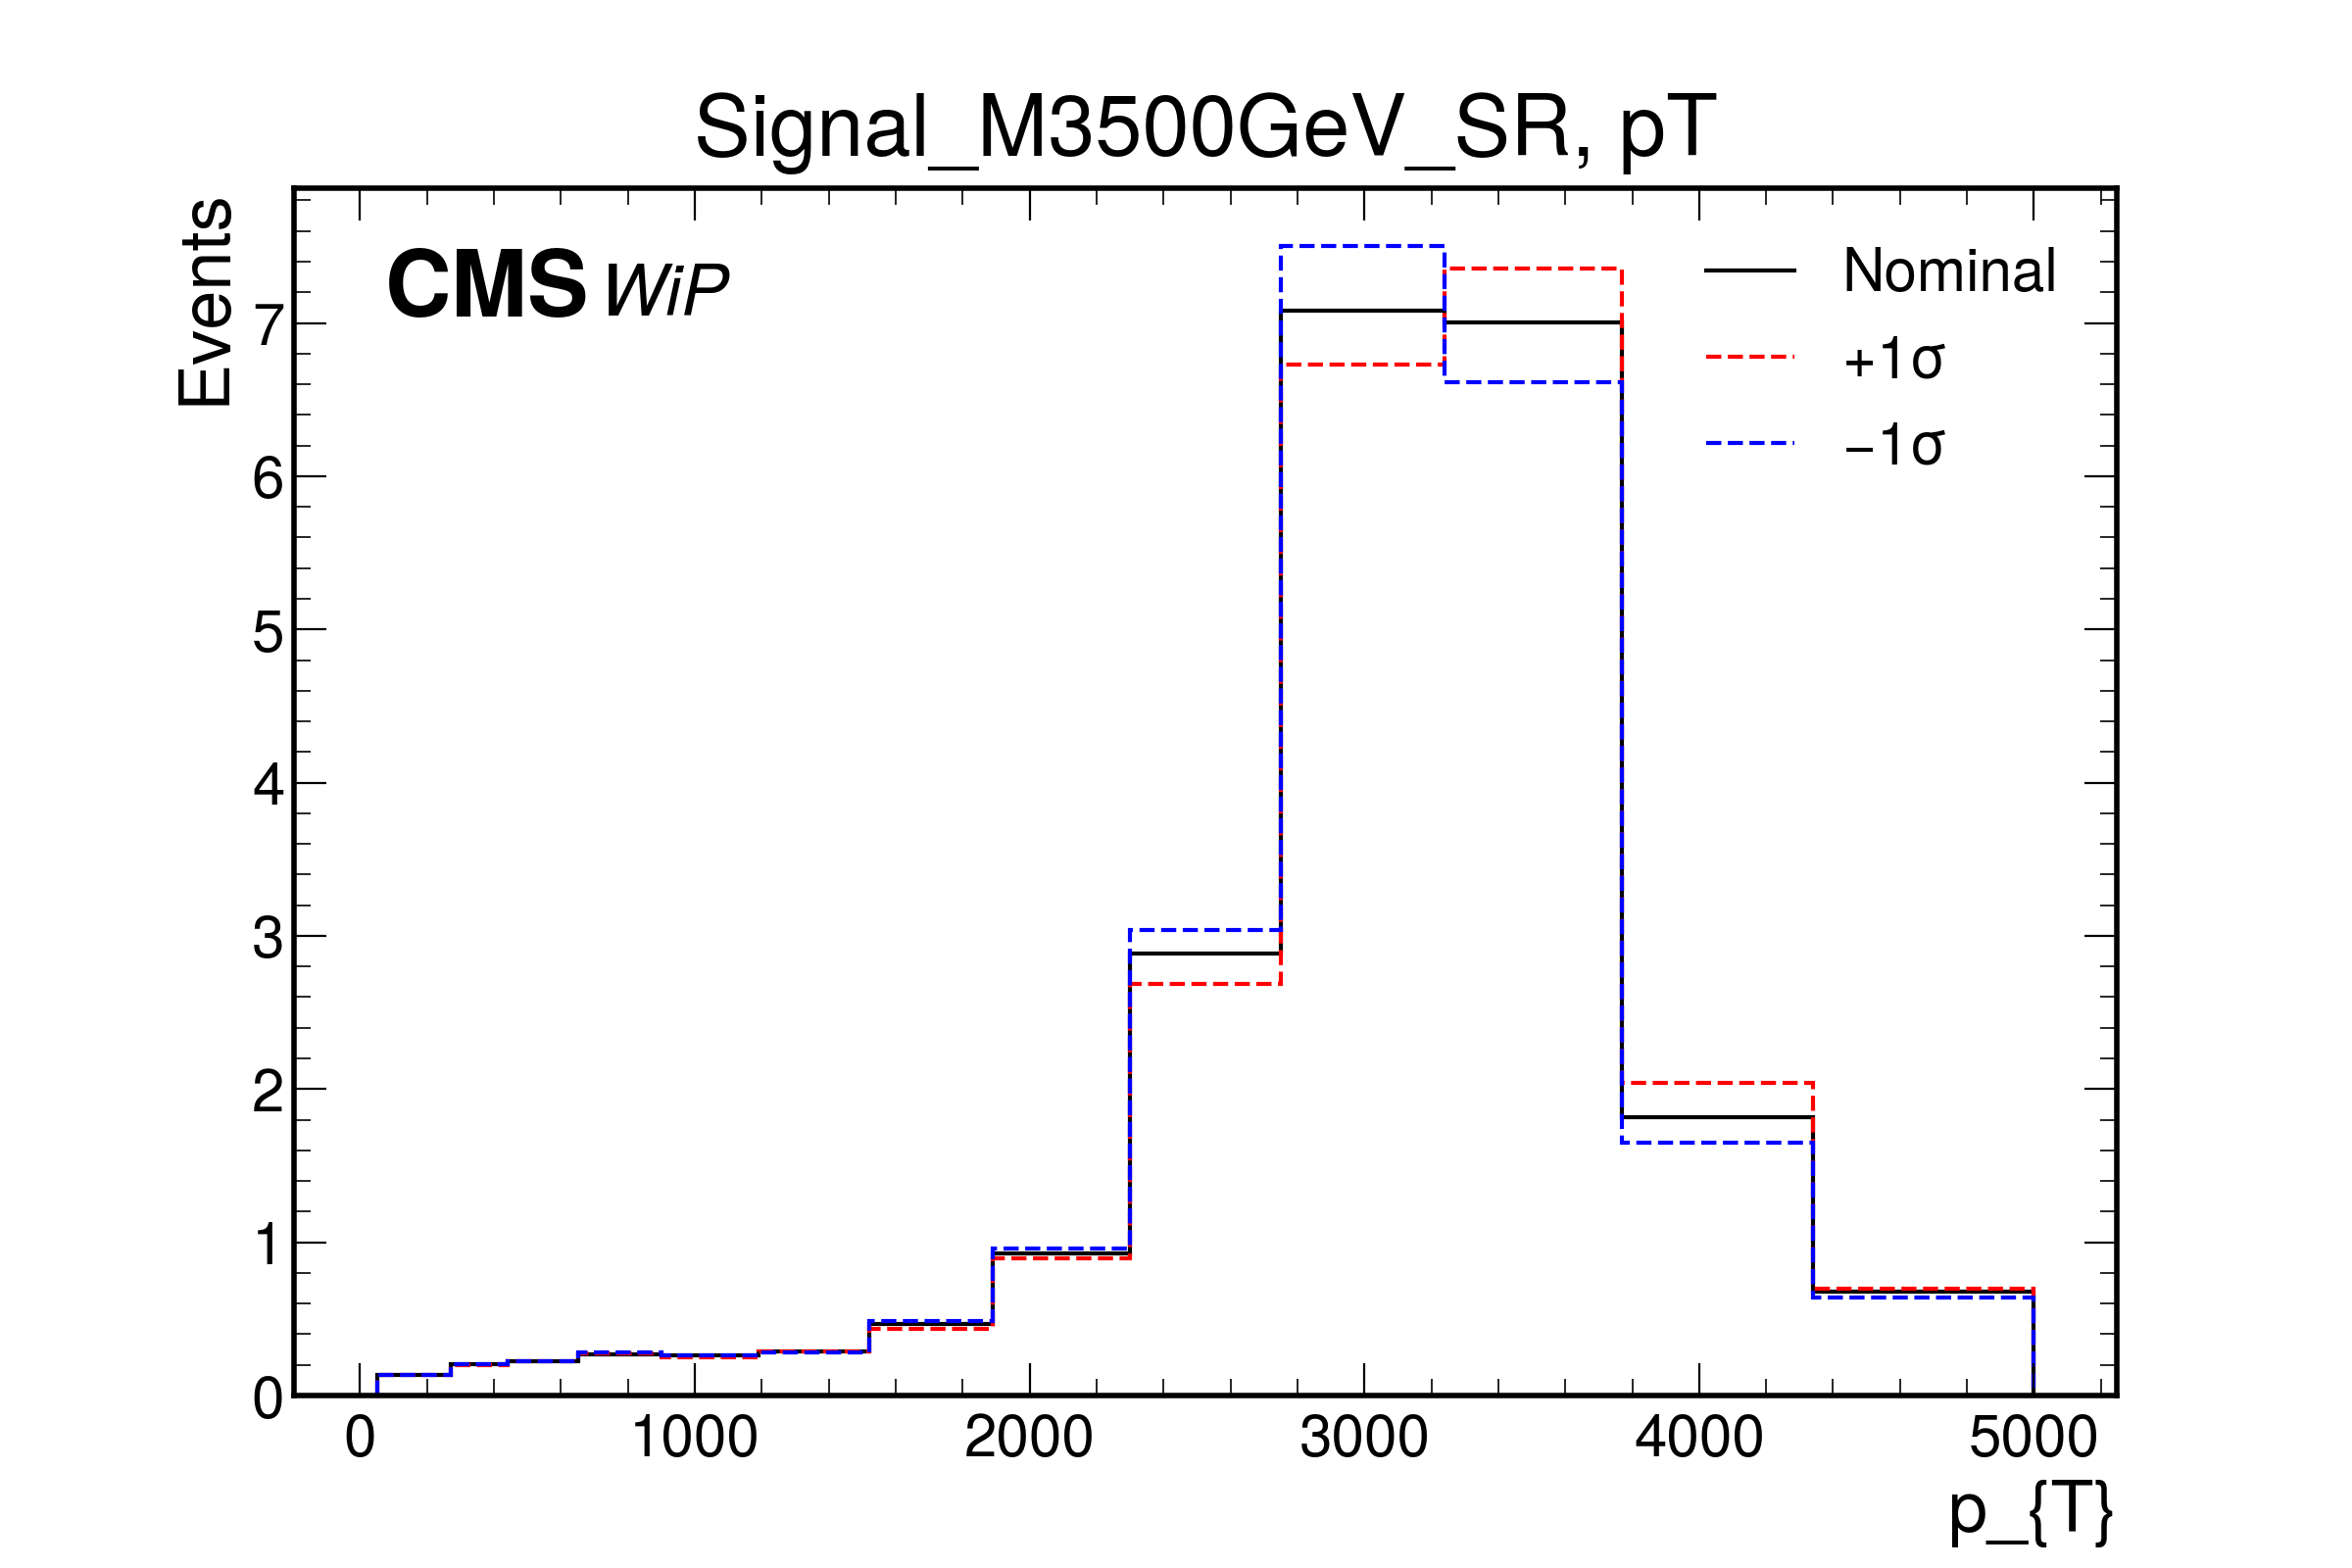 Signal_M3500GeV_SR, pT
Events
CMS WiP
Nominal
+1σ
−1σ
7
6
5
4
3
2
1
0
0 1000 2000 3000 4000 5000
p_{T}